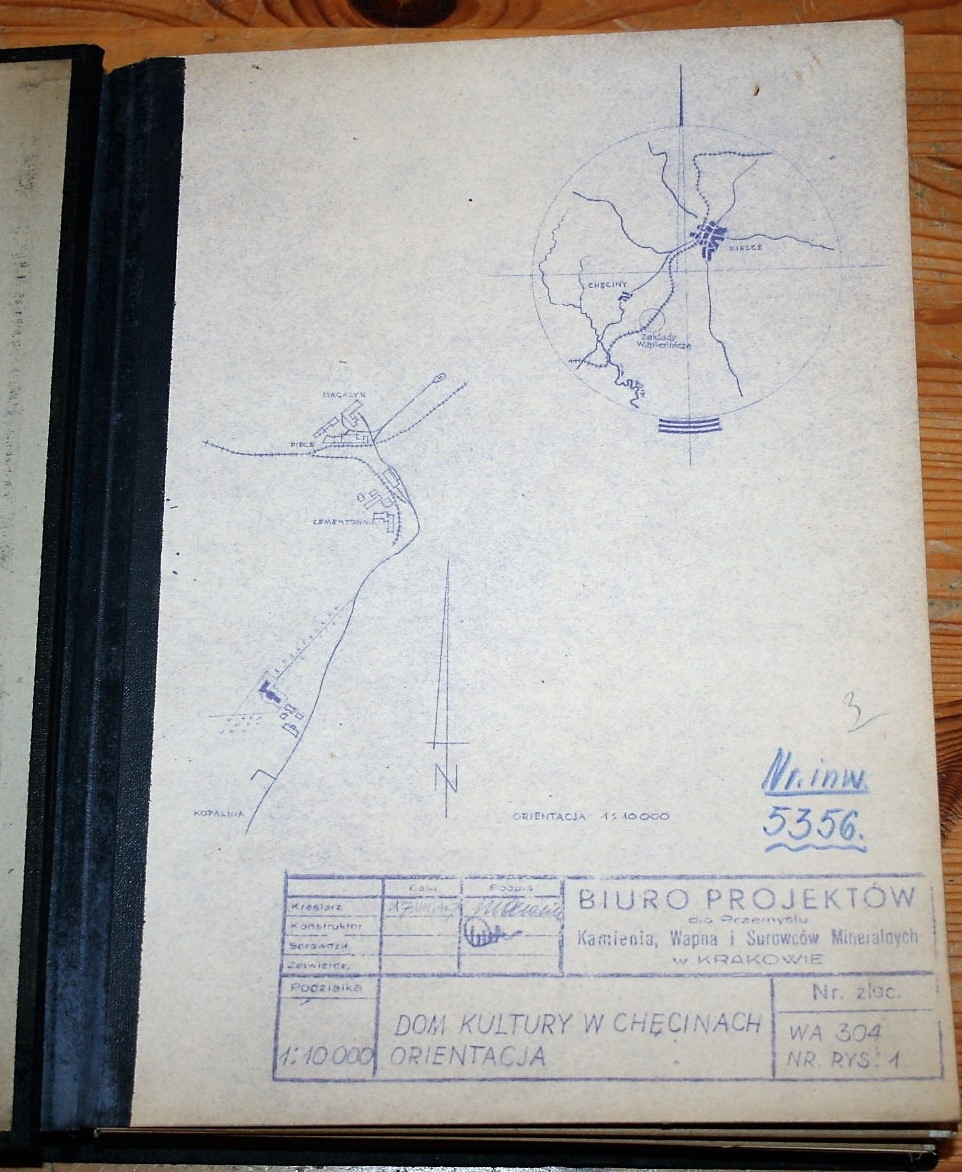 KIELCE
CHĘCINY
Zakłady
Wapiennicze
MAGAZYN
PIECE
CEMENTOWNIA
KOPALNIA
N
ORIENTACJA 1:10000
3
Nr. inw.
5356.
Data Podpis
Kreślarz
Konstruktor
Sprawdził
Zatwierdz.
BIURO PROJEKTÓW
dla Przemysłu
Kamienia, Wapna i Surowców Mineralnych
w KRAKOWIE
Podziałka
1:10.000
DOM KULTURY W CHĘCINACH
ORIENTACJA
Nr. zlec.
WA 304
NR. RYS. 1